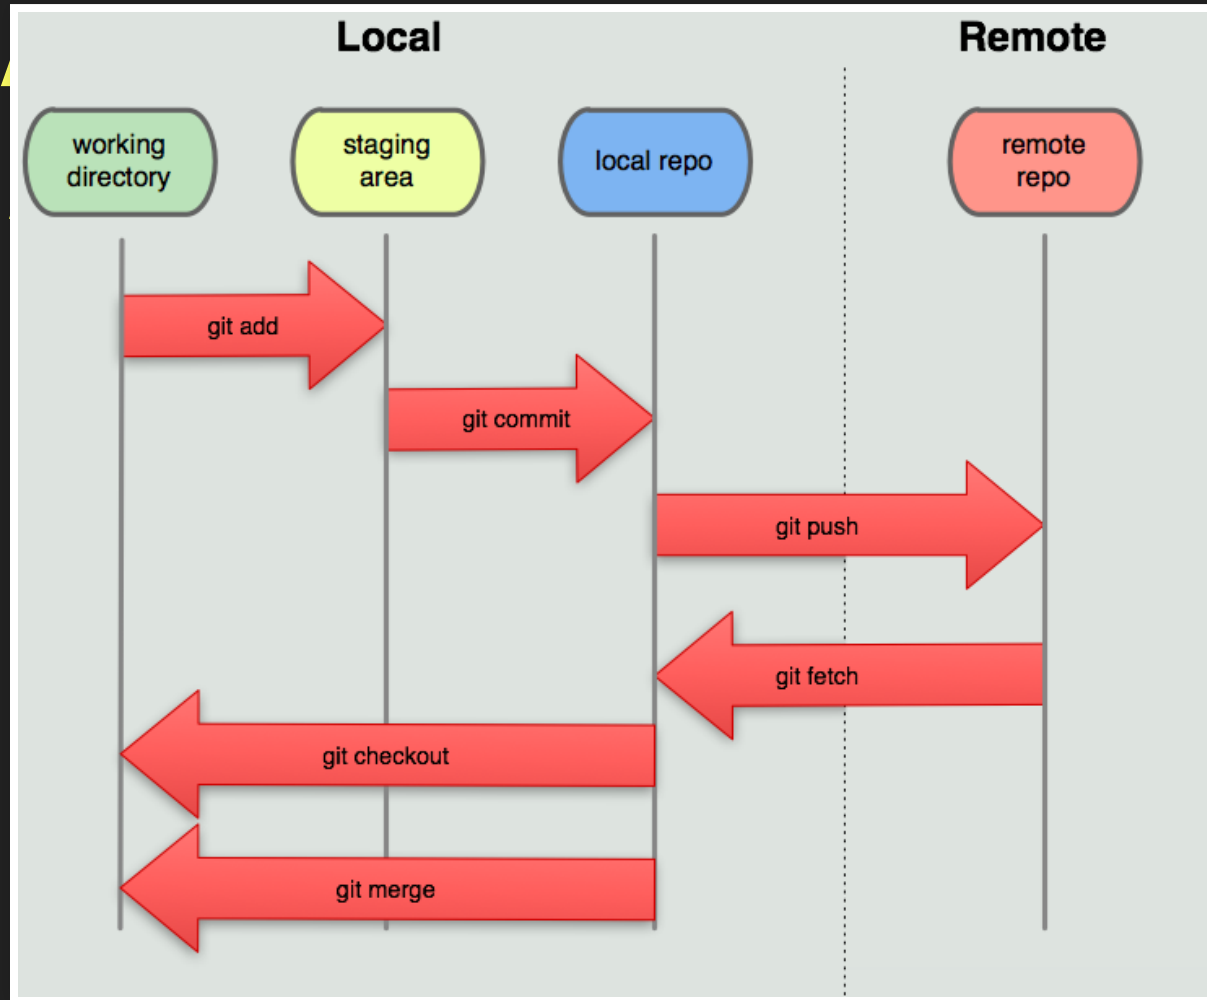 Local
Remote
working
directory
staging
area
local repo
remote
repo
git add
git commit
git push
git fetch
git checkout
git merge